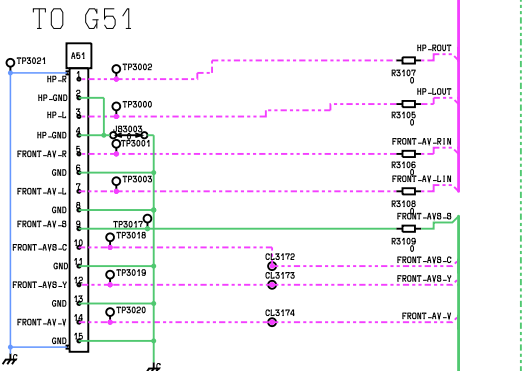 TO G51
A51
TP3021
TP3002
HP-ROUT
HP-R
1
R3107
0
HP-GND
2
TP3000
HP-LOUT
HP-L
3
R3105
0
HP-GND
4
JS3003
0
TP3001
FRONT-AV-RIN
FRONT-AV-R
5
R3106
0
GND
6
TP3003
FRONT-AV-LIN
FRONT-AV-L
7
R3108
0
GND
8
FRONT-AVS-S
FRONT-AV-S
9
TP3017
R3109
0
TP3018
FRONT-AVS-C
10
CL3172
FRONT-AVS-C
GND
11
TP3019
CL3173
FRONT-AVS-Y
FRONT-AVS-Y
12
GND
13
TP3020
CL3174
FRONT-AV-V
FRONT-AV-V
14
GND
15